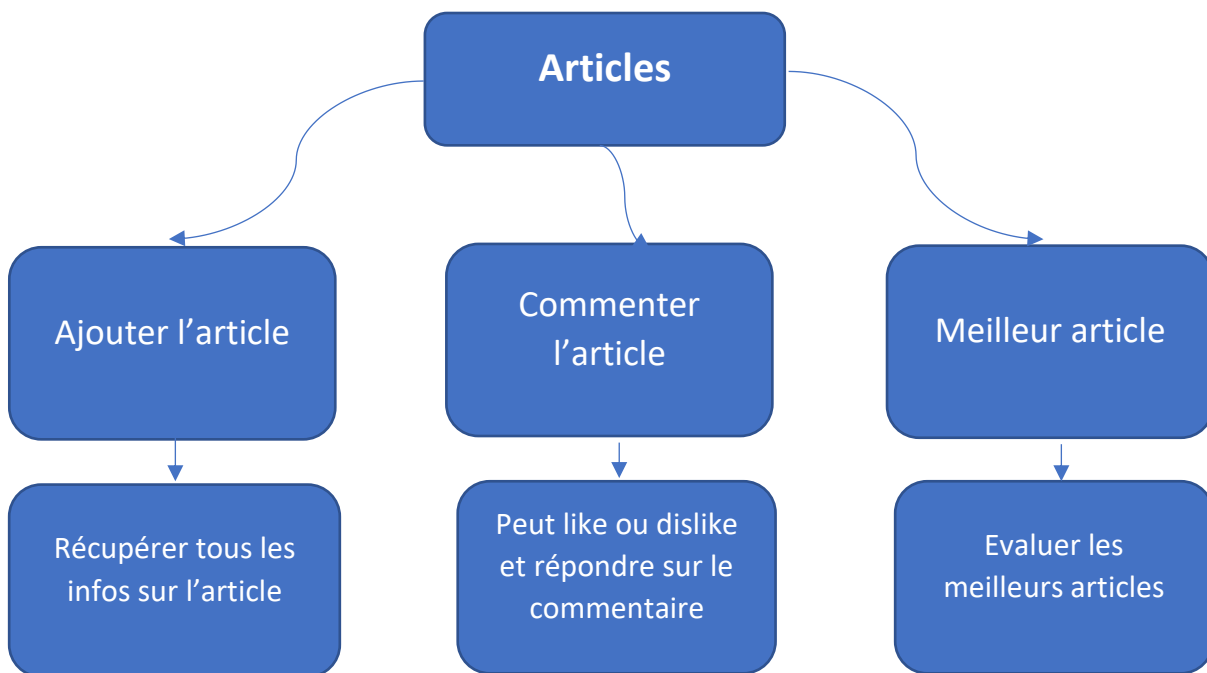 Articles
Ajouter l’article
Commenter
l’article
Meilleur article
Récupérer tous les
infos sur l’article
Peut like ou dislike
et répondre sur le
commentaire
Evaluer les
meilleurs articles